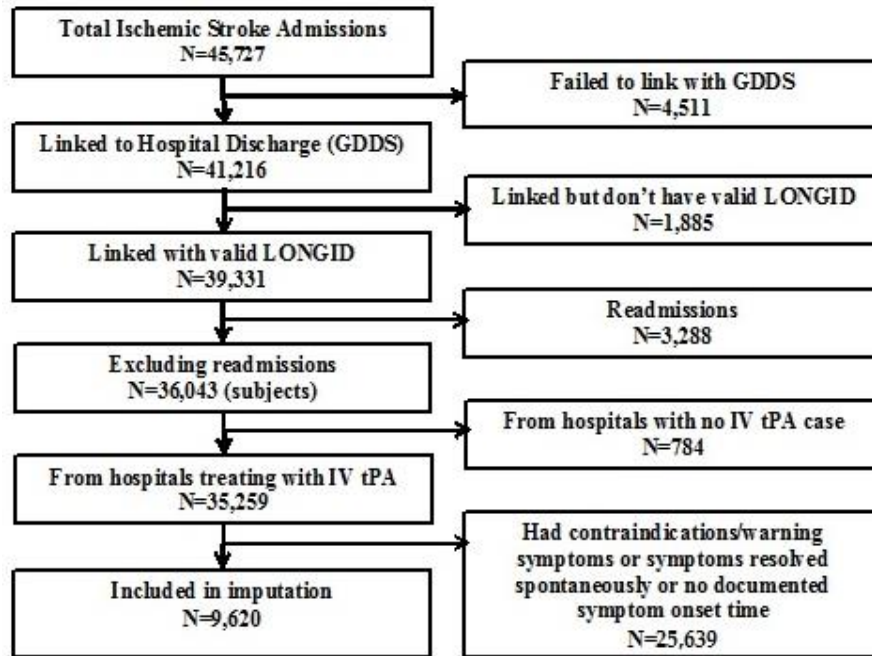 Total Ischemic Stroke Admissions
N=45,727
Failed to link with GDDS
N=4,511
Linked to Hospital Discharge (GDDS)
N=41,216
Linked but don't have valid LONGID
N=1,885
Linked with valid LONGID
N=39,331
Readmissions
N=3,288
Excluding readmissions
N=36,043 (subjects)
From hospitals with no IV tPA case
N=784
From hospitals treating with IV tPA
N=35,259
Had contraindications/warning
symptoms or symptoms resolved
spontaneously or no documented
symptom onset time
N=25,639
Included in imputation
N=9,620